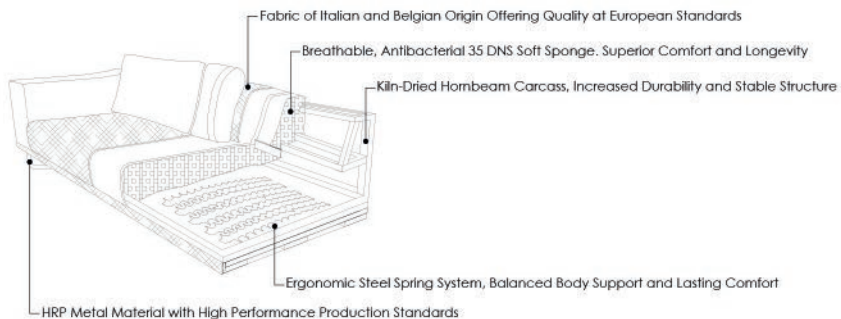 Fabric of Italian and Belgian Origin Offering Quality at European Standards
Breathable, Antibacterial 35 DNS Soft Sponge. Superior Comfort and Longevity
Kiln-Dried Hornbeam Carcass, Increased Durability and Stable Structure
Ergonomic Steel Spring System, Balanced Body Support and Lasting Comfort
HRP Metal Material with High Performance Production Standards